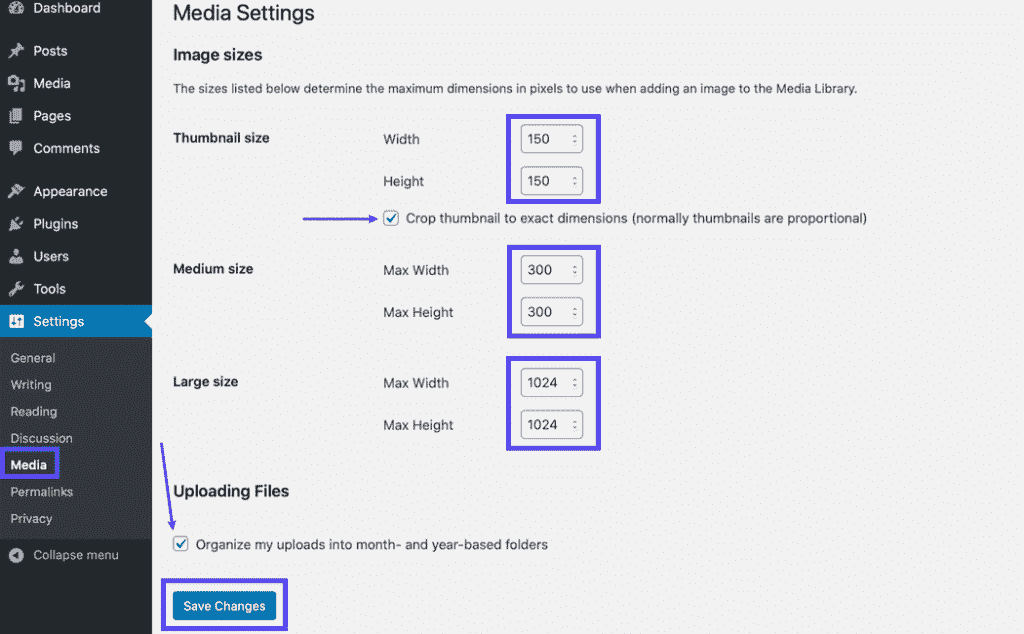 Dashboard
Posts
Media
Pages
Comments
Appearance
Plugins
Users
Tools
Settings
General
Writing
Reading
Discussion
Media
Permalinks
Privacy
Collapse menu
Media Settings
Image sizes
The sizes listed below determine the maximum dimensions in pixels to use when adding an image to the Media Library.
Thumbnail size Width 150
Height 150
Crop thumbnail to exact dimensions (normally thumbnails are proportional)
Medium size Max Width 300
Max Height 300
Large size Max Width 1024
Max Height 1024
Uploading Files
Organize my uploads into month- and year-based folders
Save Changes